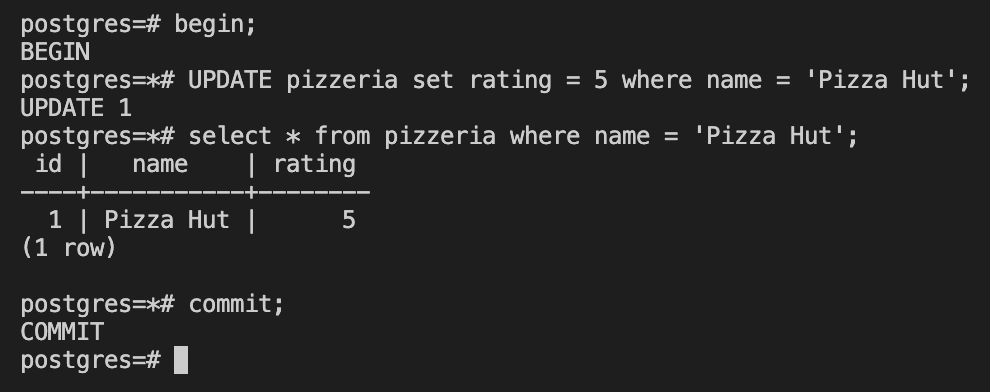 postgres=# begin;
BEGIN
postgres=*# UPDATE pizzeria set rating = 5 where name = 'Pizza Hut';
UPDATE 1
postgres=*# select * from pizzeria where name = 'Pizza Hut';
 id |   name    | rating
----+-----------+--------
  1 | Pizza Hut |      5
(1 row)

postgres=*# commit;
COMMIT
postgres=#